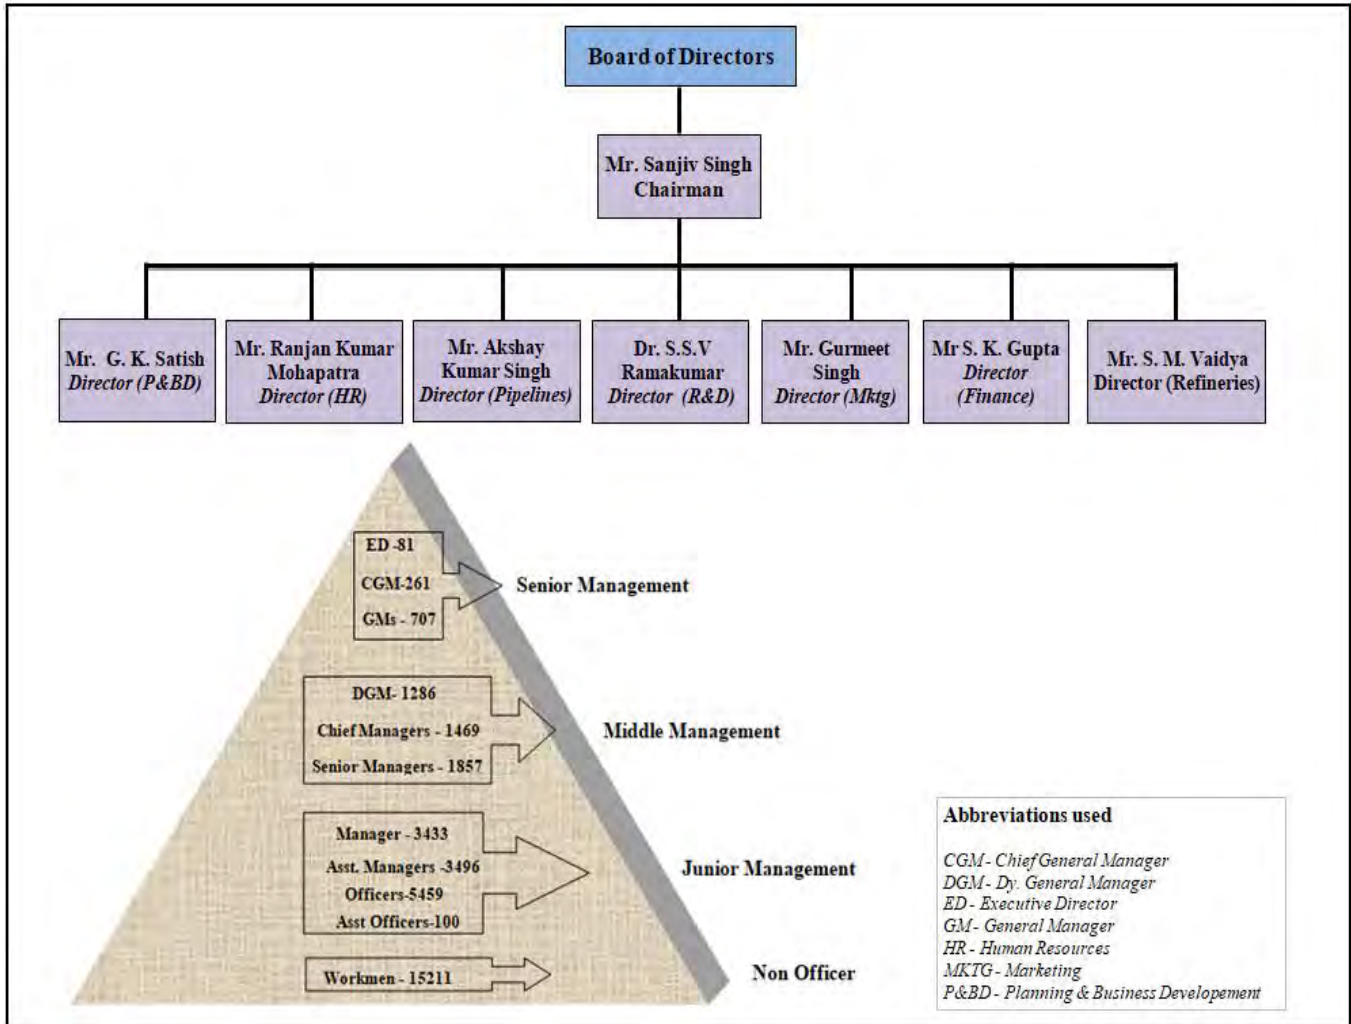 Board of Directors
Mr. Sanjiv Singh
Chairman
Mr. G. K. Satish
Director (P&BD)
Mr. Ranjan Kumar
Mohapatra
Director (HR)
Mr. Akshay
Kumar Singh
Director (Pipelines)
Dr. S.S.V
Ramakumar
Director (R&D)
Mr. Gurmeet
Singh
Director (Mktg)
Mr S. K. Gupta
Director
(Finance)
Mr. S. M. Vaidya
Director (Refineries)
ED -81
CGM-261
GMs - 707
Senior Management
DGM- 1286
Chief Managers - 1469
Senior Managers - 1857
Middle Management
Manager - 3433
Asst. Managers -3496
Officers-5459
Asst Officers-100
Junior Management
Workmen - 15211
Non Officer
Abbreviations used
CGM - Chief General Manager
DGM - Dy. General Manager
ED - Executive Director
GM - General Manager
HR - Human Resources
MKTG - Marketing
P&BD - Planning & Business Developement